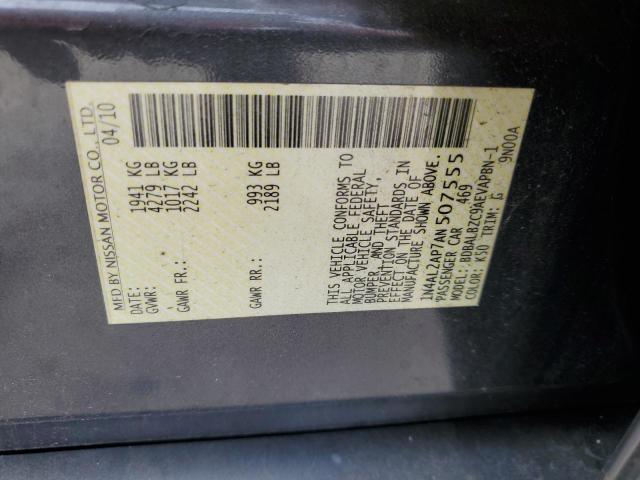 MFD BY NISSAN MOTOR CO., LTD.
DATE: 04/10
GVWR: 1941 KG
4279 LB
GAWR FR: 1017 KG
2242 LB
GAWR RR: 993 KG
2189 LB
THIS VEHICLE CONFORMS TO
ALL APPLICABLE FEDERAL
MOTOR VEHICLE SAFETY,
BUMPER, AND THEFT
PREVENTION STANDARDS IN
EFFECT ON THE DATE OF
MANUFACTURE SHOWN ABOVE.
1N4AL2AP7AN507555
PASSENGER CAR 469
MODEL: BDBALBZC9AEVAPBN-1
COLOR: K50 TRIM: G 9N00A